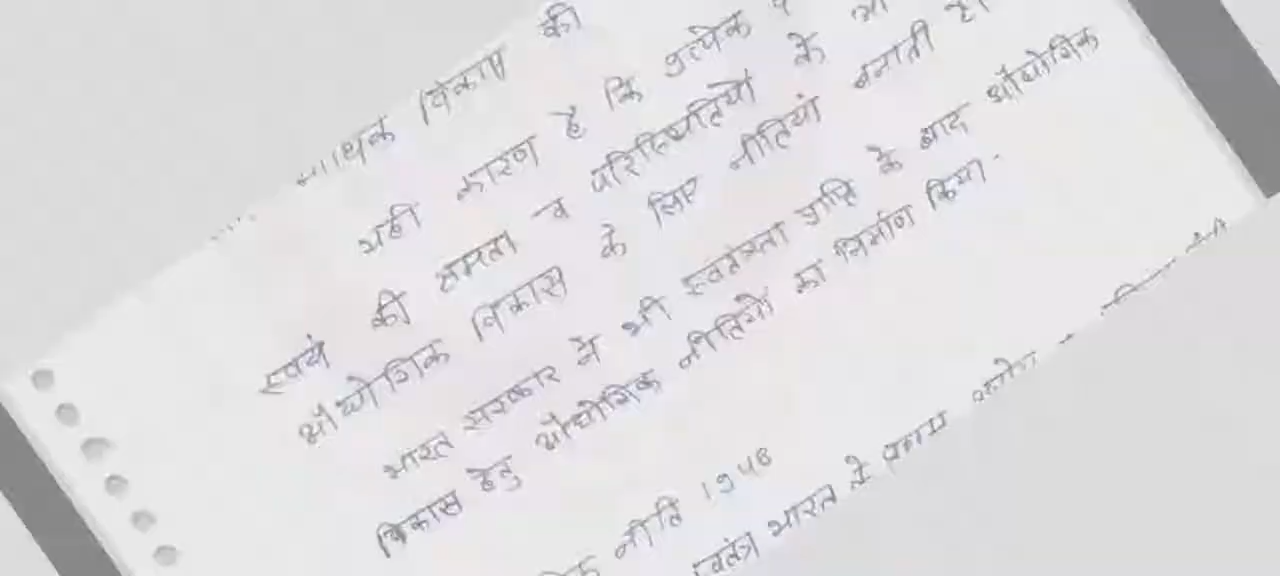 विकास की
यही कारण है कि प्रत्येक
स्वयं की क्षमता व परिस्थितियों के
औद्योगिक विकास के लिए नीतियां बनाती है।
भारत सरकार ने भी स्वतंत्रता प्राप्ति के बाद औद्योगिक
विकास हेतु औद्योगिक नीतियों का निर्माण किया.
नीति 1948
स्वतंत्र भारत के प्रथम